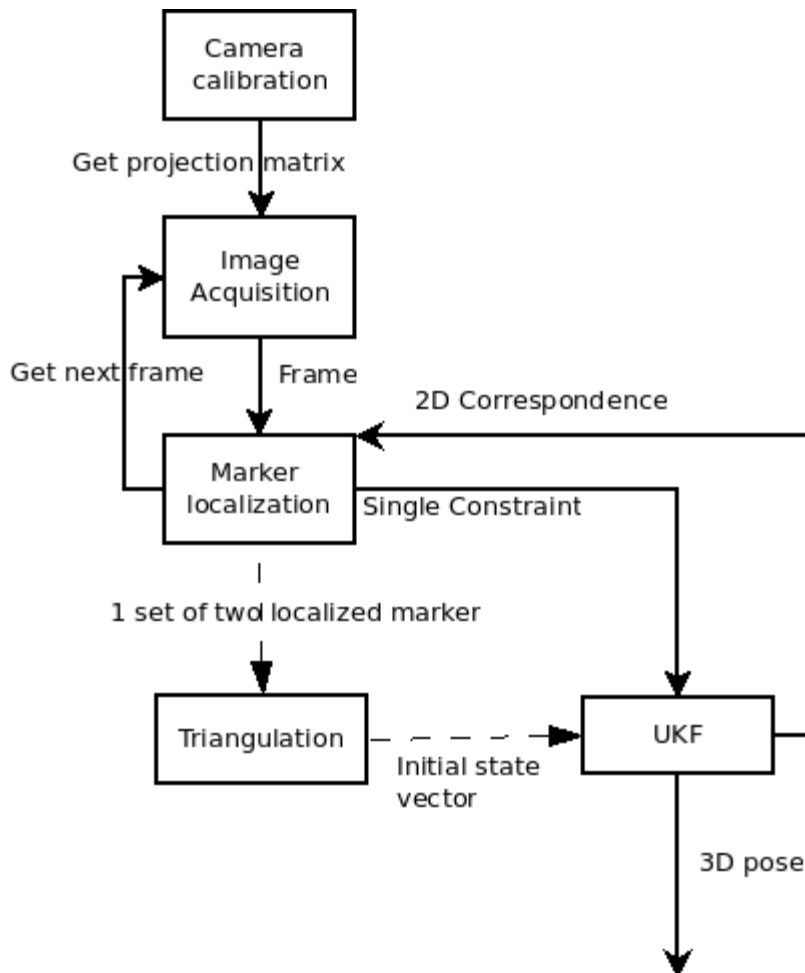 Camera
calibration
Get projection matrix
Image
Acquisition
Get next frame
Frame
2D Correspondence
Marker
localization
Single Constraint
1 set of two localized marker
Triangulation
Initial state
vector
UKF
3D pose